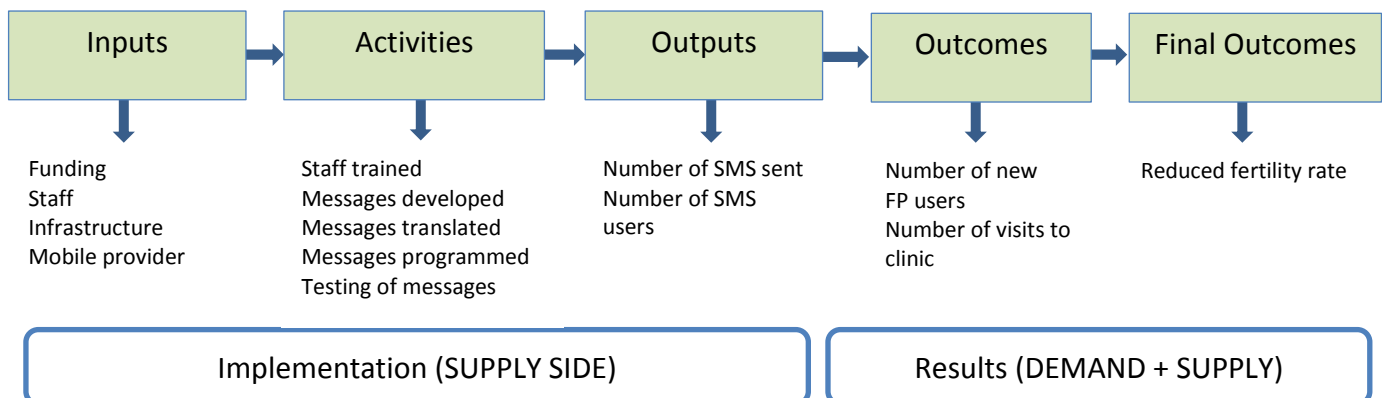 Inputs
Activities
Outputs
Outcomes
Final Outcomes
Funding
Staff
Infrastructure
Mobile provider
Staff trained
Messages developed
Messages translated
Messages programmed
Testing of messages
Number of SMS sent
Number of SMS
users
Number of new
FP users
Number of visits to
clinic
Reduced fertility rate
Implementation (SUPPLY SIDE)
Results (DEMAND + SUPPLY)